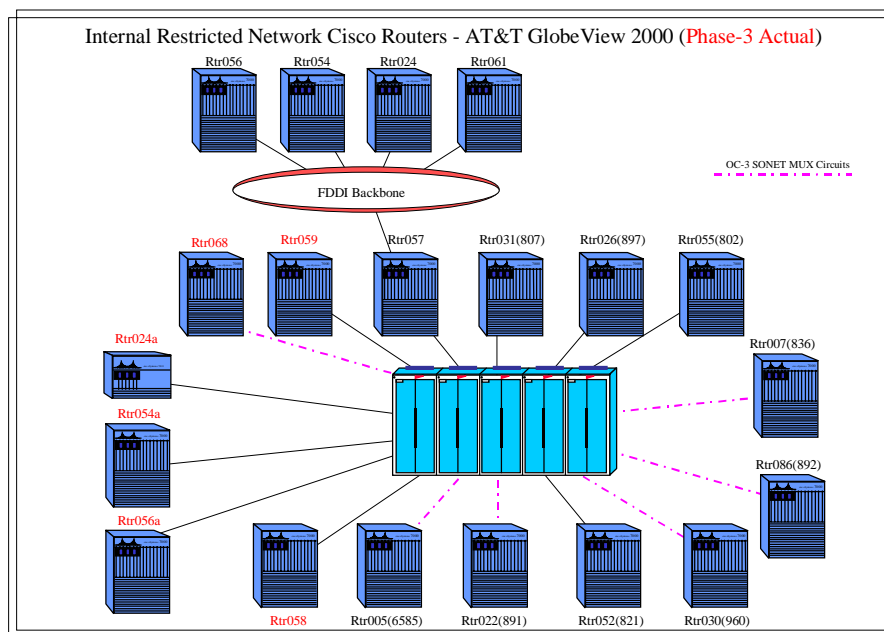 Internal Restricted Network Cisco Routers - AT&T GlobeView 2000 (Phase-3 Actual)
Rtr056
Rtr054
Rtr024
Rtr061
OC-3 SONET MUX Circuits
FDDI Backbone
Rtr068
Rtr059
Rtr057
Rtr031(807)
Rtr026(897)
Rtr055(802)
Rtr024a
Rtr007(836)
Rtr054a
Rtr086(892)
Rtr056a
Rtr058
Rtr005(6585)
Rtr022(891)
Rtr052(821)
Rtr030(960)